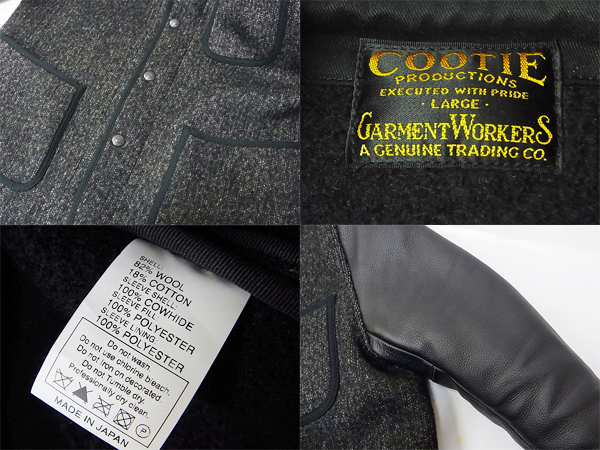 COOTIE
PRODUCTIONS
EXECUTED WITH PRIDE
· LARGE ·
GARMENT WORKERS
A GENUINE TRADING CO.
SHELL:
82% WOOL
18% COTTON
SLEEVE SHELL:
100% COWHIDE
SLEEVE FILL:
100% POLYESTER
SLEEVE LINING:
100% POLYESTER
Do not wash.
Do not use chlorine bleach.
Do not Iron on decorated
Do not Tumble dry.
Professionally dry clean.
MADE IN JAPAN